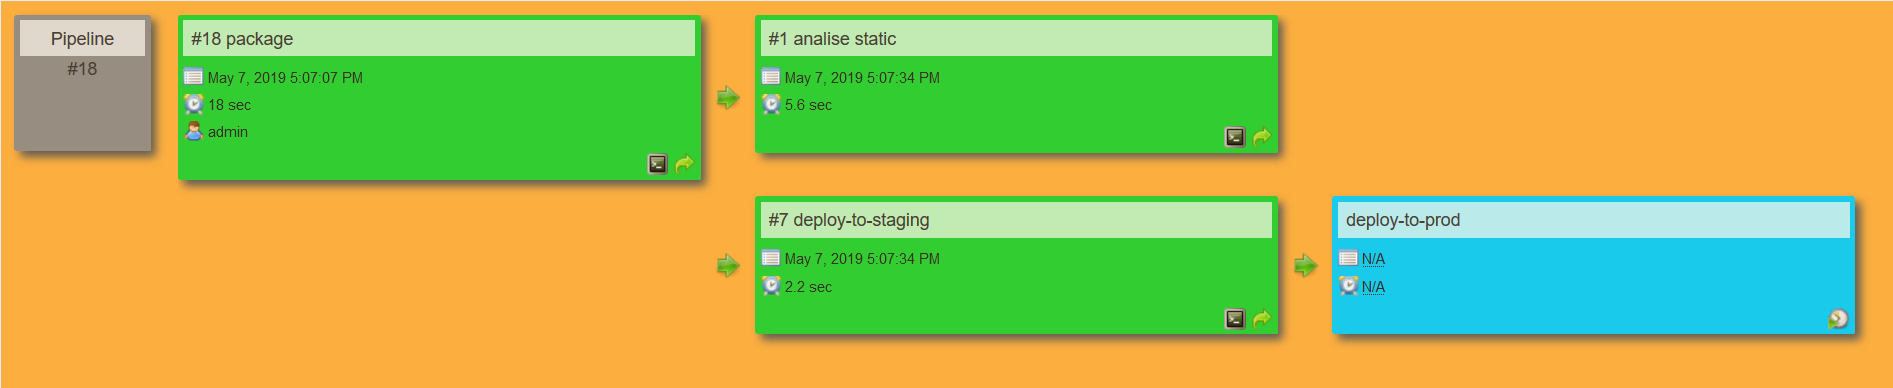 Pipeline
#18
#18 package
May 7, 2019 5:07:07 PM
18 sec
admin
#1 analise static
May 7, 2019 5:07:34 PM
5.6 sec
#7 deploy-to-staging
May 7, 2019 5:07:34 PM
2.2 sec
deploy-to-prod
N/A
N/A